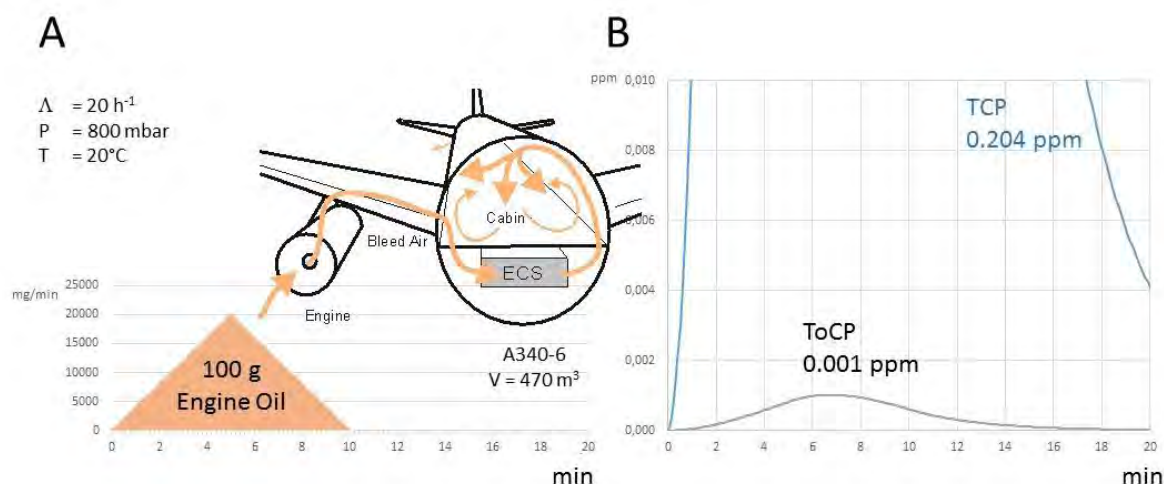 A
Λ = 20 h⁻¹
P = 800 mbar
T = 20°C
Cabin
Bleed Air
ECS
Engine
mg/min
25000
20000
15000
10000
5000
0
100 g
Engine Oil
A340-6
V = 470 m³
0 2 4 6 8 10 12 14 16 18 20
min
B
ppm
0,010
0,008
0,006
0,004
0,002
0,000
TCP
0.204 ppm
ToCP
0.001 ppm
0 2 4 6 8 10 12 14 16 18 20
min